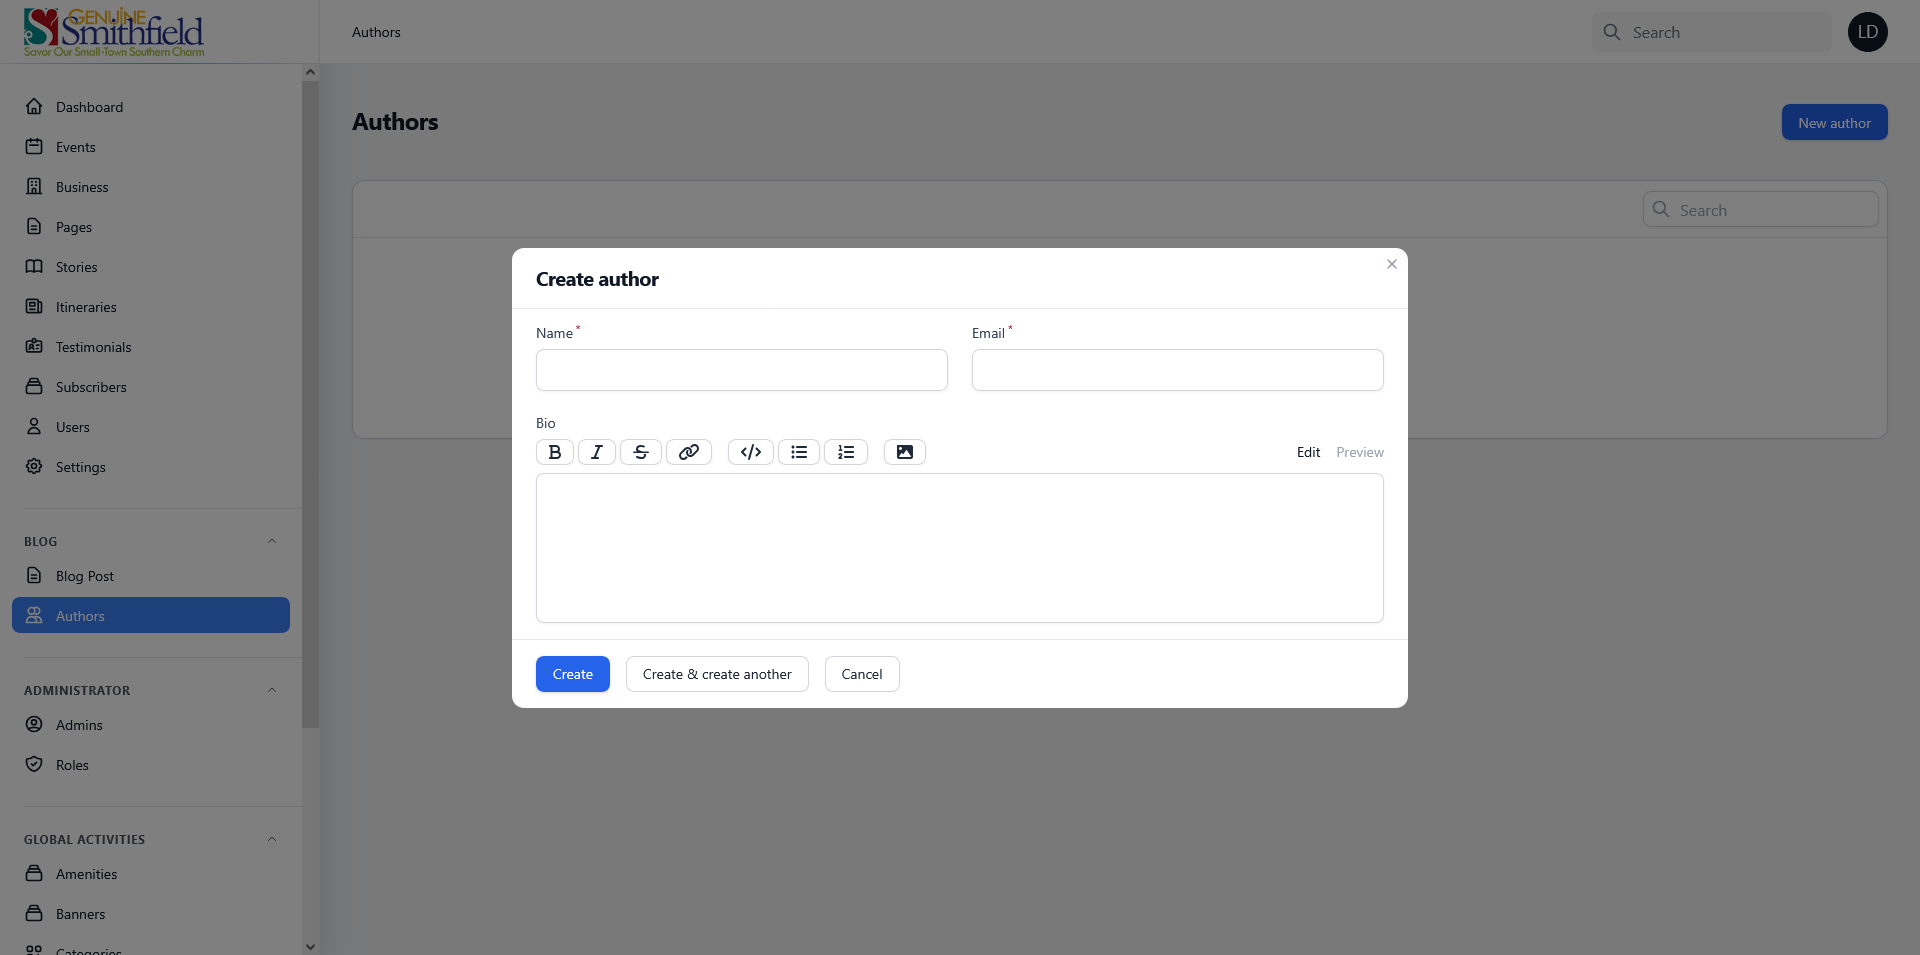 GENUINE
Smithfield
Savor Our Small-Town Southern Charm
Authors
Search
LD
Dashboard
Events
Business
Pages
Stories
Itineraries
Testimonials
Subscribers
Users
Settings
BLOG
Blog Post
Authors
ADMINISTRATOR
Admins
Roles
GLOBAL ACTIVITIES
Amenities
Banners
Categories
Authors
New author
Search
Create author
Name *
Email *
Bio
Edit
Preview
Create
Create & create another
Cancel